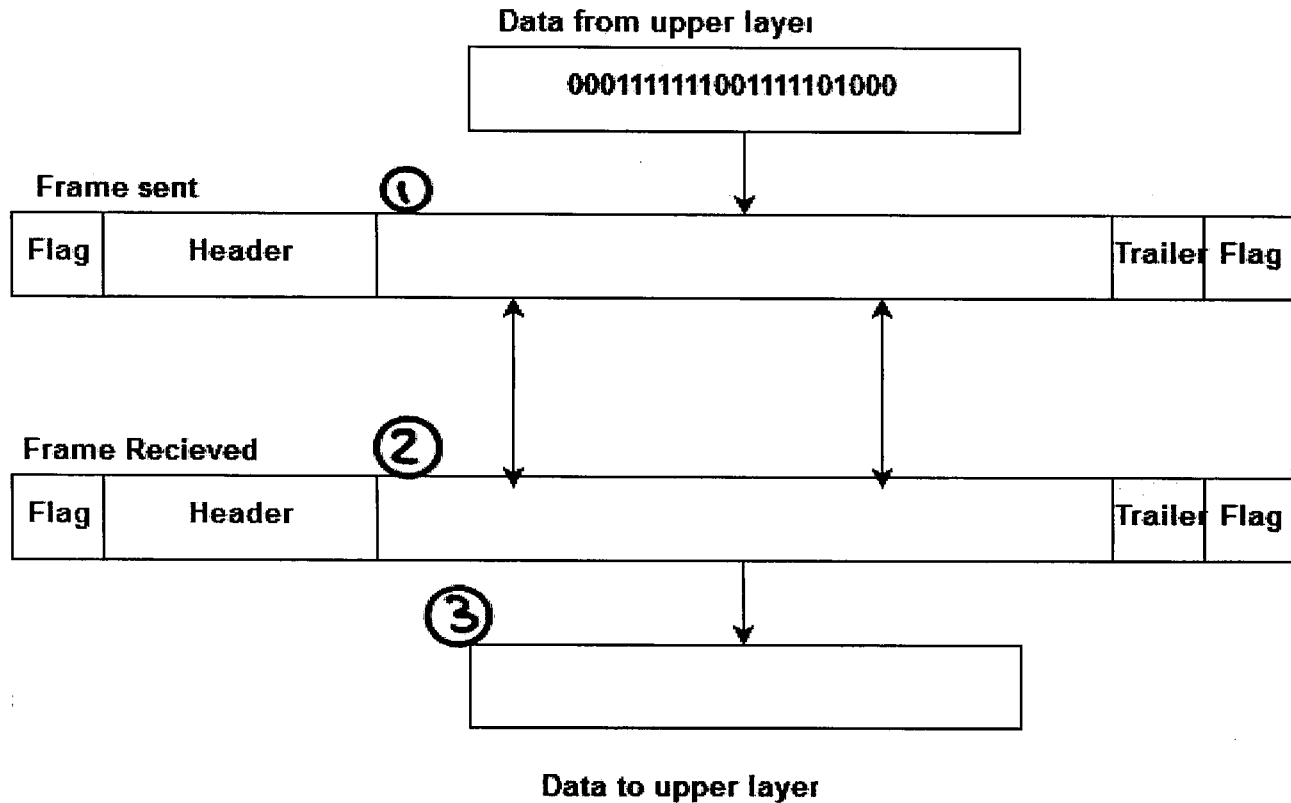 Data from upper layer
0001111111001111101000
Frame sent
1
Flag
Header
Trailer
Flag
Frame Recieved
2
Flag
Header
Trailer
Flag
3
Data to upper layer